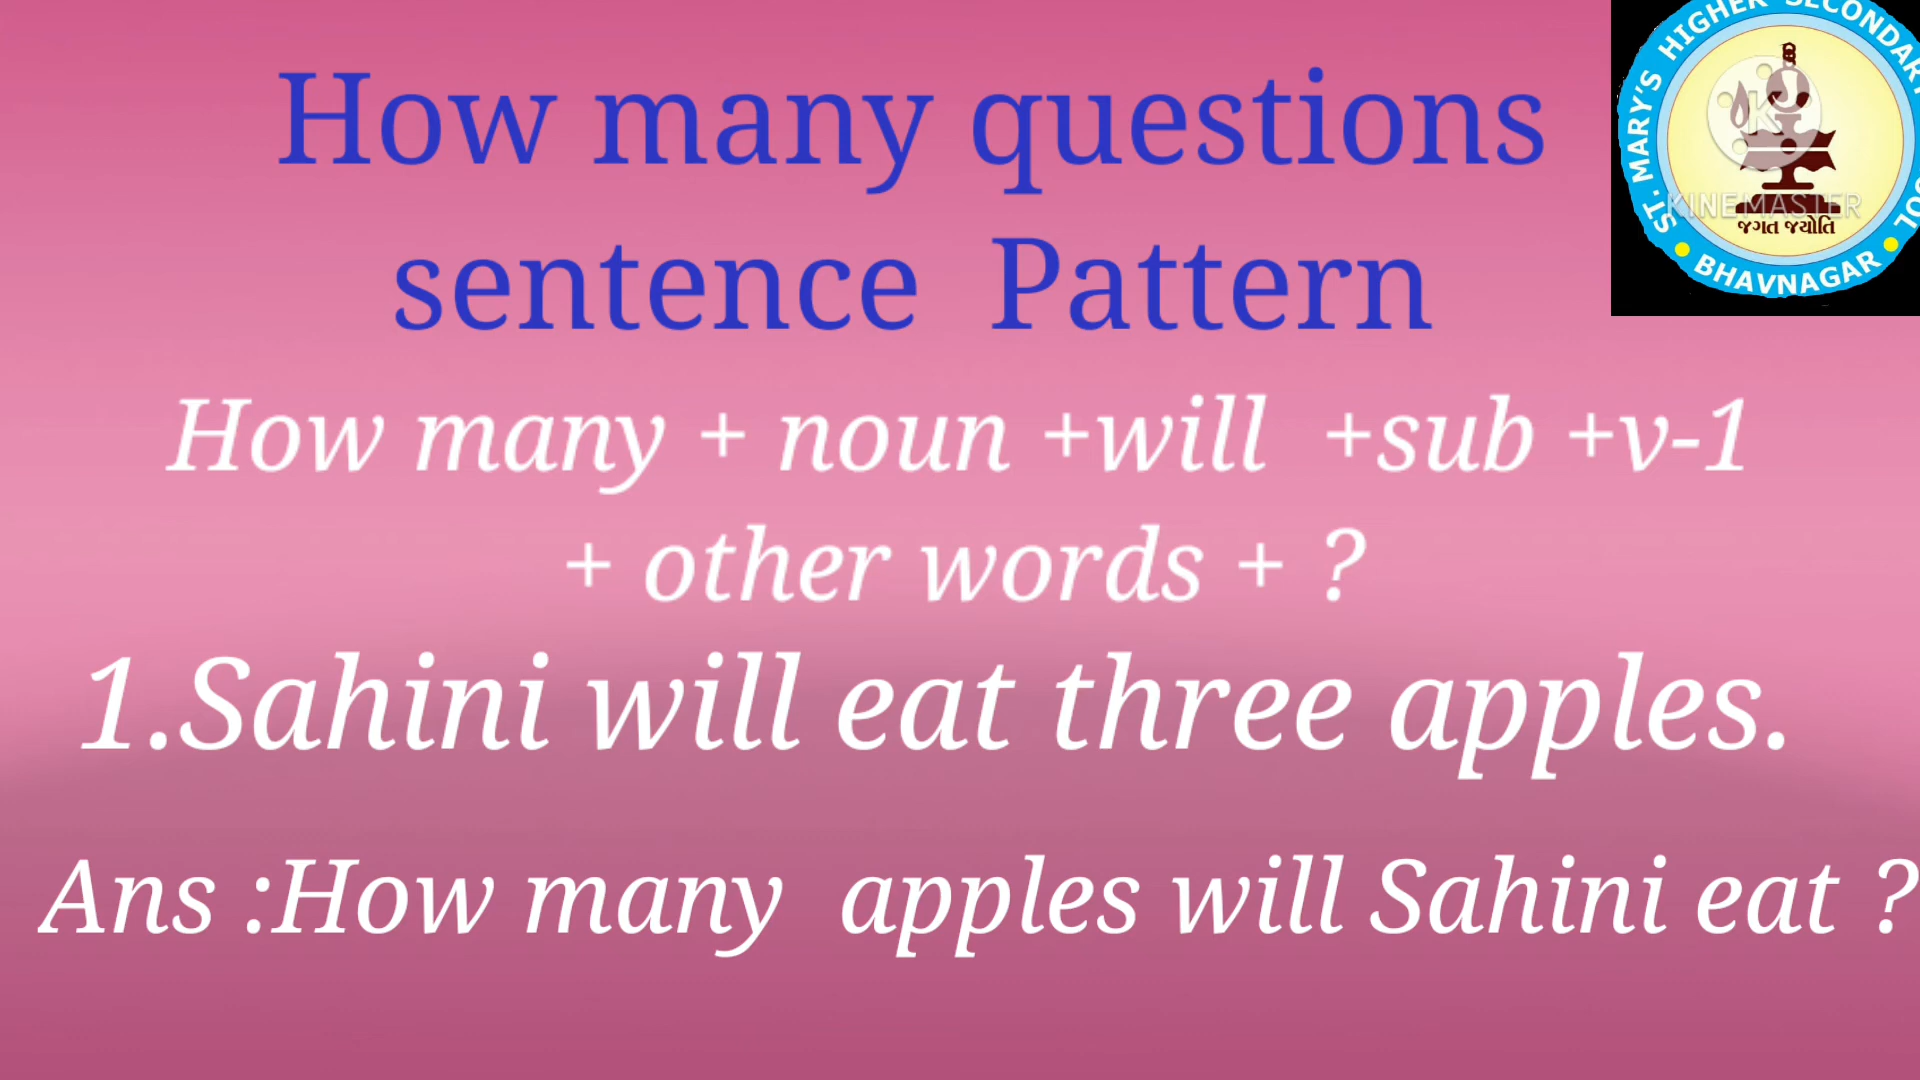 How many questions
sentence Pattern
How many + noun +will +sub +v-1
+ other words + ?
1.Sahini will eat three apples.
Ans :How many apples will Sahini eat ?
ST. MARY'S HIGHER SECONDARY
BHAVNAGAR
KINEMASTER
જગત જ્યોતિ